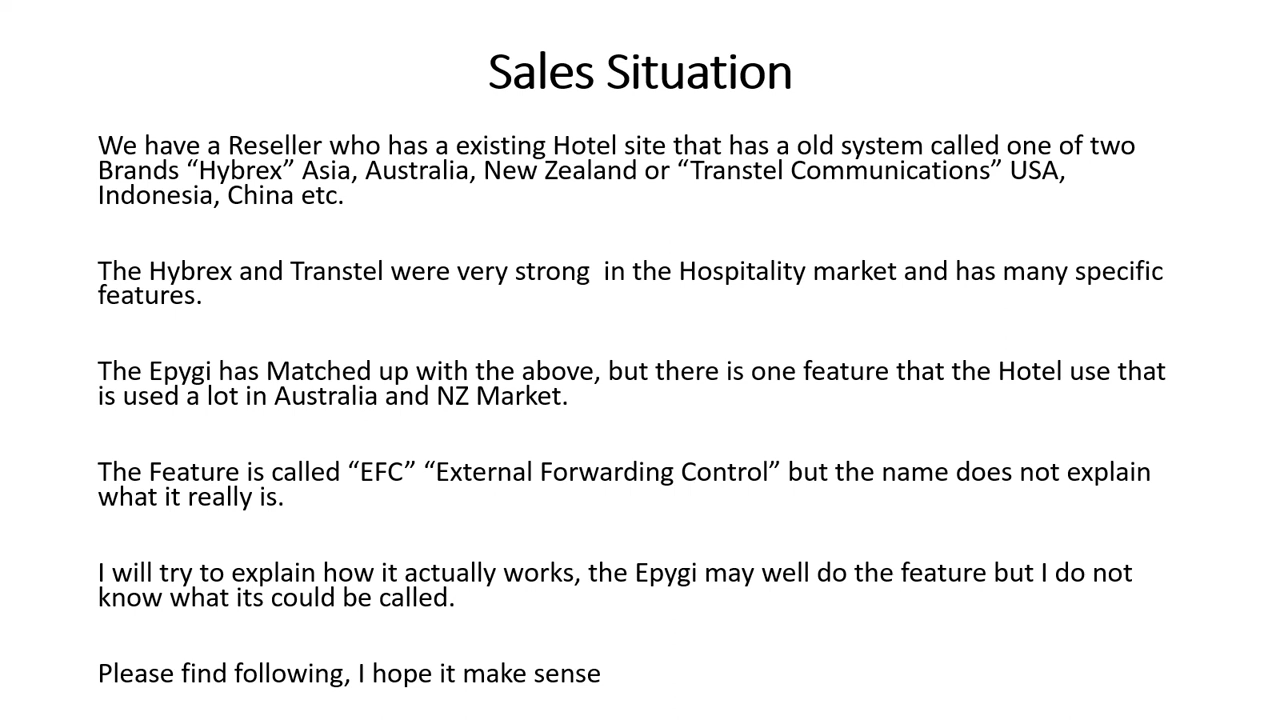 Sales Situation
We have a Reseller who has a existing Hotel site that has a old system called one of two
Brands “Hybrex” Asia, Australia, New Zealand or “Transtel Communications” USA,
Indonesia, China etc.
The Hybrex and Transtel were very strong  in the Hospitality market and has many specific
features.
The Epygi has Matched up with the above, but there is one feature that the Hotel use that
is used a lot in Australia and NZ Market.
The Feature is called “EFC” “External Forwarding Control” but the name does not explain
what it really is.
I will try to explain how it actually works, the Epygi may well do the feature but I do not
know what its could be called.
Please find following, I hope it make sense